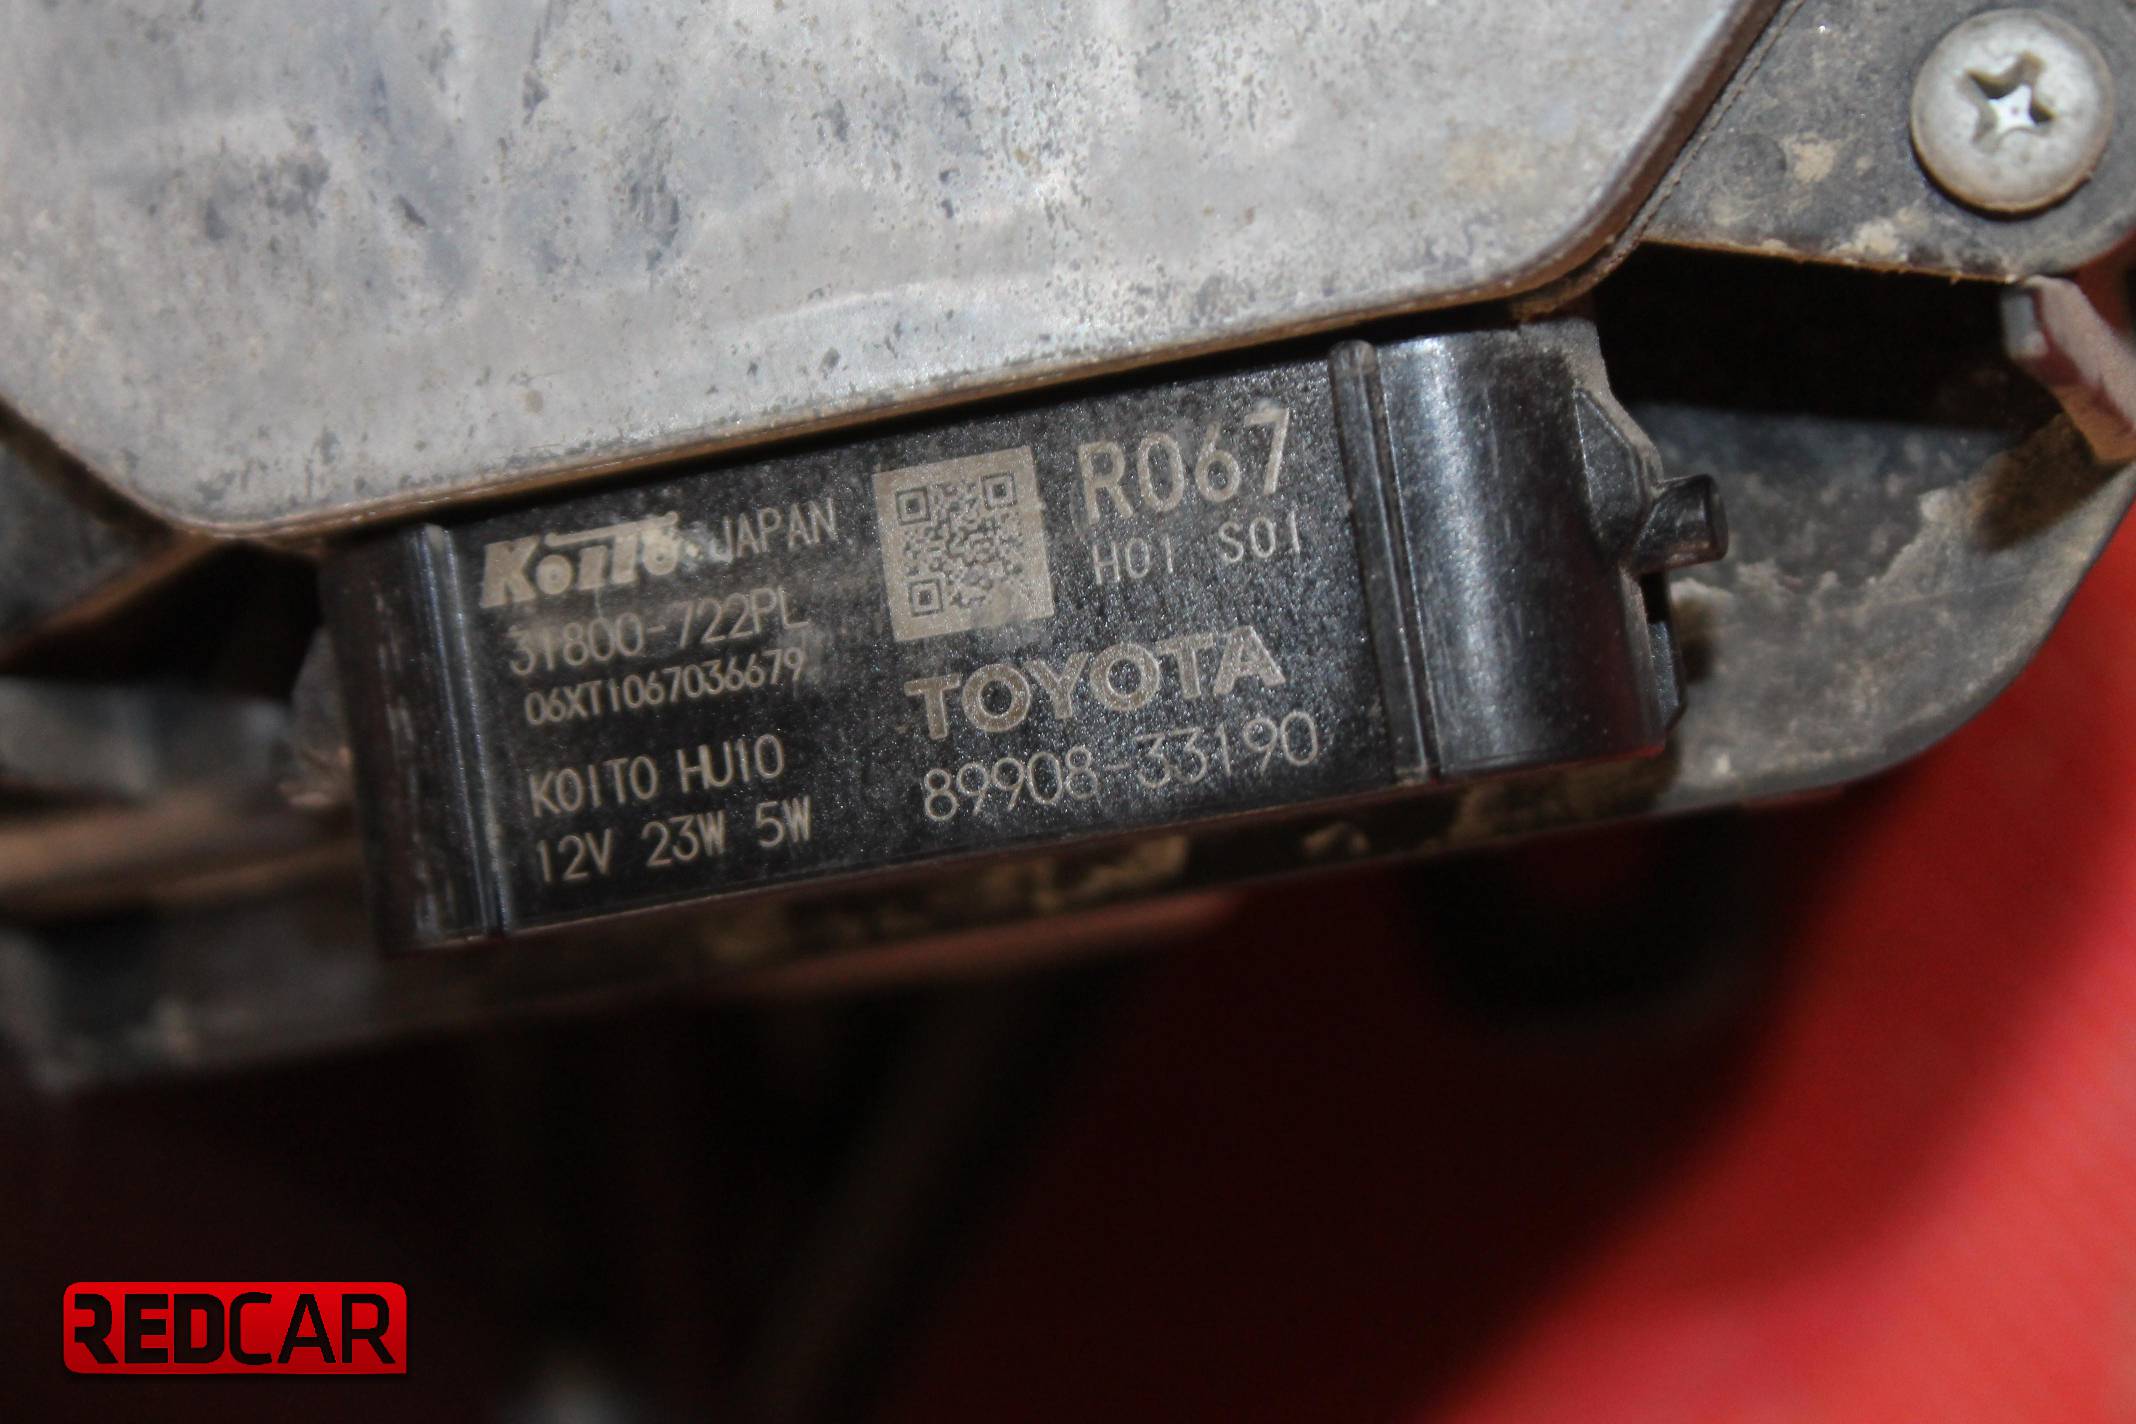 Koito JAPAN
31800-722PL
06XT1067036679
KOITO HU10
12V 23W 5W
R067
H01 S01
TOYOTA
89908-33190
REDCAR